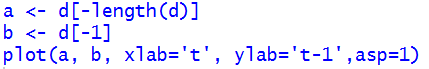 a <- d[-length(d)]
b <- d[-1]
plot(a, b, xlab='t', ylab='t-1',asp=1)